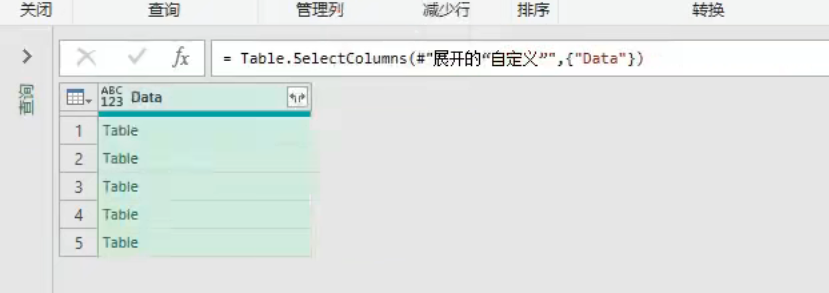 关闭 查询 管理列 减少行 排序 转换
查询
fx = Table.SelectColumns(#"展开的“自定义”",{"Data"})
ABC
123 Data
1 Table
2 Table
3 Table
4 Table
5 Table